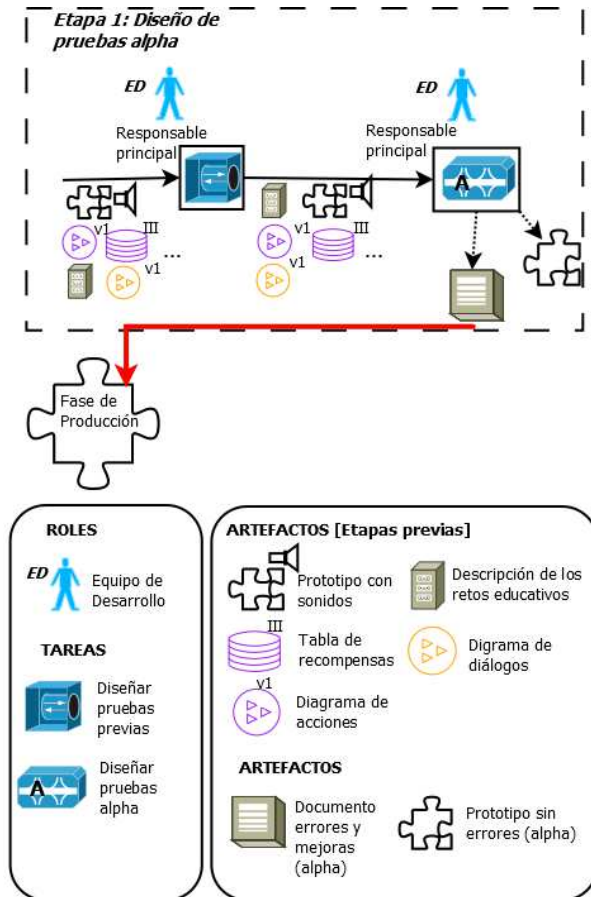 Etapa 1: Diseño de
pruebas alpha
ED
ED
Responsable
principal
Responsable
principal
A
v1
III
...
v1
v1
III
...
v1
Fase de
Producción
ROLES
ED
Equipo de
Desarrollo
TAREAS
Diseñar
pruebas
previas
A
Diseñar
pruebas
alpha
ARTEFACTOS [Etapas previas]
Prototipo con
sonidos
Descripción de los
retos educativos
III
Tabla de
recompensas
Digrama de
diálogos
v1
Diagrama de
acciones
ARTEFACTOS
Documento
errores y
mejoras
(alpha)
Prototipo sin
errores (alpha)